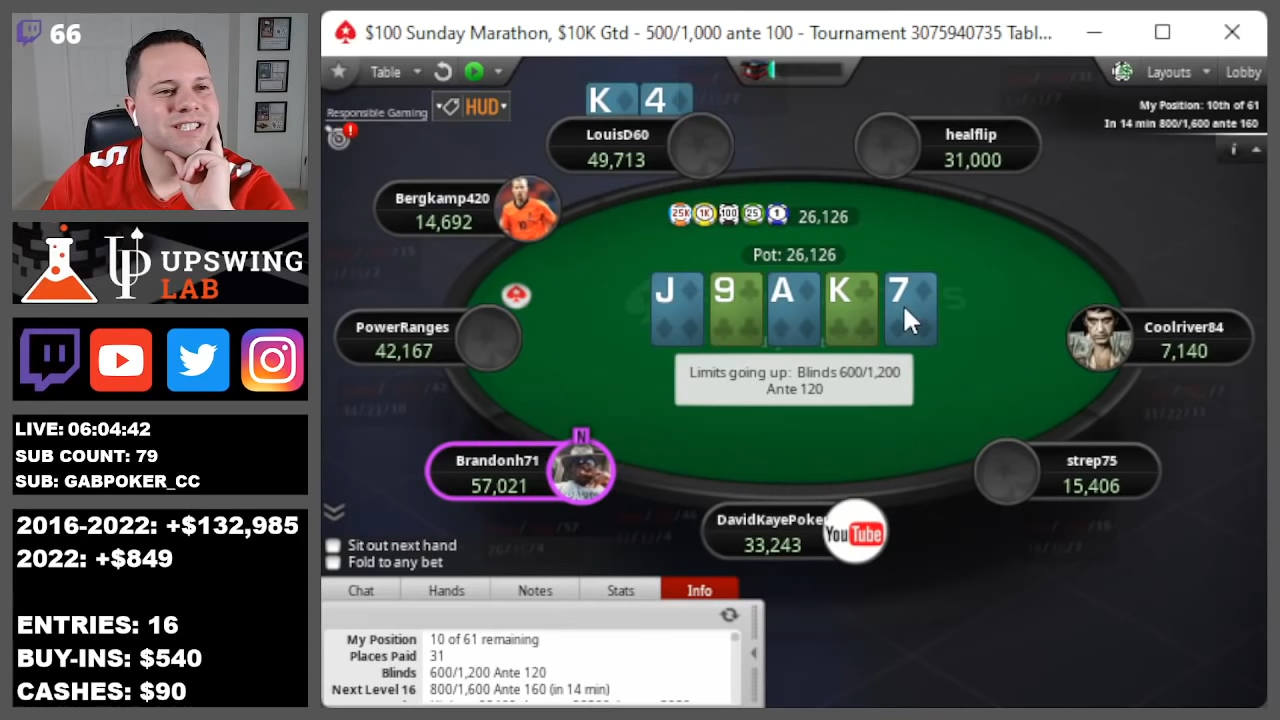 66
UPSWING
LAB
LIVE: 06:04:42
SUB COUNT: 79
SUB: GABPOKER_CC
2016-2022: +$132,985
2022: +$849
ENTRIES: 16
BUY-INS: $540
CASHES: $90
$100 Sunday Marathon, $10K Gtd - 500/1,000 ante 100 - Tournament 3075940735 Tabl...
Table
Layouts
Lobby
Responsible Gaming
HUD
My Position: 10th of 61
In 14 min 800/1,600 ante 160
K 4
LouisD60
49,713
healflip
31,000
Bergkamp420
14,692
25K 1K 100 25 1 26,126
Pot: 26,126
J 9 A K 7
PowerRanges
42,167
Coolriver84
7,140
Limits going up: Blinds 600/1,200
Ante 120
N
Brandonh71
57,021
strep75
15,406
DavidKayePoker
33,243
YouTube
Sit out next hand
Fold to any bet
Chat Hands Notes Stats Info
My Position 10 of 61 remaining
Places Paid 31
Blinds 600/1,200 Ante 120
Next Level 16 800/1,600 Ante 160 (in 14 min)